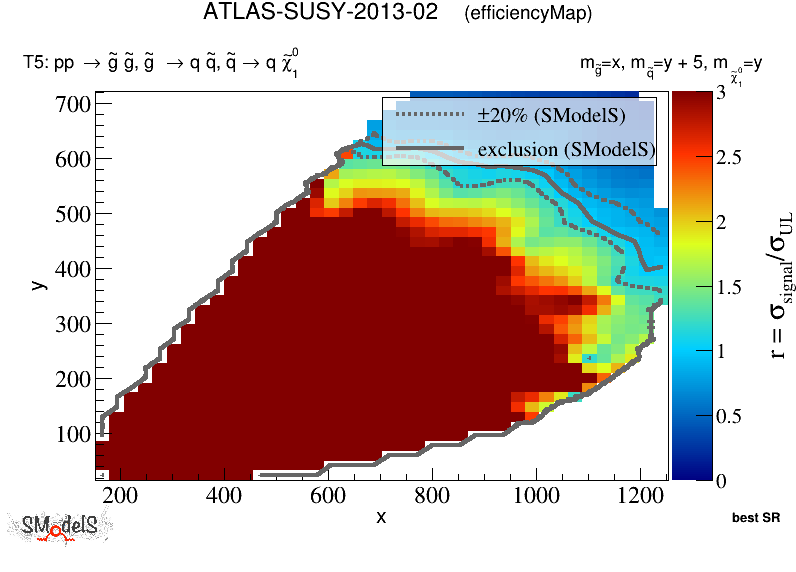 ATLAS-SUSY-2013-02 (efficiencyMap)
T5: pp → g̃ g̃, g̃ → q q̃, q̃ → q χ̃₁⁰ m_g̃=x, m_q̃=y + 5, m_χ̃₁⁰=y
±20% (SModelS)
exclusion (SModelS)
700
600
500
400
300
200
100
y
200 400 600 800 1000 1200
x
3
2.5
2
1.5
1
0.5
0
r = σ_signal/σ_UL
SModelS
best SR